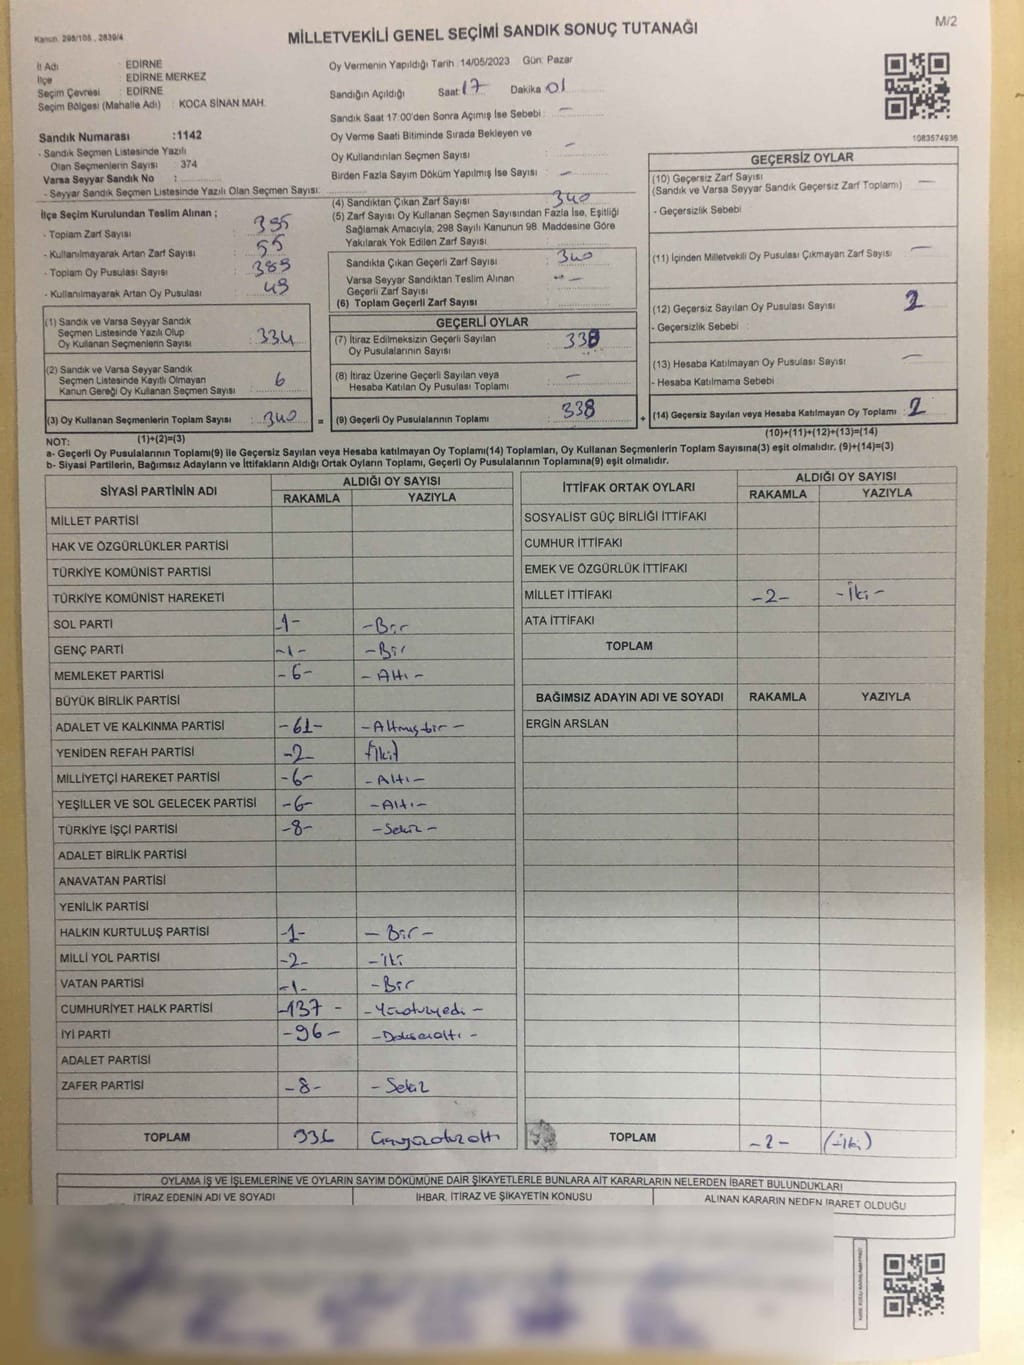 Kanun. 298/105 , 2839/4
MİLLETVEKİLİ GENEL SEÇİMİ SANDIK SONUÇ TUTANAĞI
M/2
İl Adı : EDİRNE
İlçe : EDİRNE MERKEZ
Seçim Çevresi : EDİRNE
Seçim Bölgesi (Mahalle Adı) : KOCA SİNAN MAH.
Sandık Numarası :1142
- Sandık Seçmen Listesinde Yazılı
Olan Seçmenlerin Sayısı : 374
Varsa Seyyar Sandık No :
- Seyyar Sandık Seçmen Listesinde Yazılı Olan Seçmen Sayısı:
Oy Vermenin Yapıldığı Tarih :14/05/2023 Gün: Pazar
Sandığın Açıldığı Saat:17 Dakika:01
Sandık Saat 17:00'den Sonra Açımış İse Sebebi : —
Oy Verme Saati Bitiminde Sırada Bekleyen ve
Oy Kullandırılan Seçmen Sayısı : —
Birden Fazla Sayım Döküm Yapılmış İse Sayısı : —
1083574936
İlçe Seçim Kurulundan Teslim Alınan ;
- Toplam Zarf Sayısı : 395
- Kullanılmayarak Artan Zarf Sayısı : 55
- Toplam Oy Pusulası Sayısı : 389
- Kullanılmayarak Artan Oy Pusulası : 49
(1) Sandık ve Varsa Seyyar Sandık
Seçmen Listesinde Yazılı Olup
Oy Kullanan Seçmenlerin Sayısı : 334
(2) Sandık ve Varsa Seyyar Sandık
Seçmen Listesinde Kayıtlı Olmayan
Kanun Gereği Oy Kullanan Seçmen Sayısı : 6
(3) Oy Kullanan Seçmenlerin Toplam Sayısı : 340
(1)+(2)=(3)
(4) Sandıktan Çıkan Zarf Sayısı : 340
(5) Zarf Sayısı Oy Kullanan Seçmen Sayısından Fazla İse, Eşitliği
Sağlamak Amacıyla, 298 Sayılı Kanunun 98. Maddesine Göre
Yakılarak Yok Edilen Zarf Sayısı :
Sandıkta Çıkan Geçerli Zarf Sayısı : 340
Varsa Seyyar Sandıktan Teslim Alınan
Geçerli Zarf Sayısı : —
(6) Toplam Geçerli Zarf Sayısı :
GEÇERLİ OYLAR
(7) İtiraz Edilmeksizin Geçerli Sayılan
Oy Pusulalarının Sayısı : 338
(8) İtiraz Üzerine Geçerli Sayılan veya
Hesaba Katılan Oy Pusulası Toplamı : —
= (9) Geçerli Oy Pusulalarının Toplamı : 338
GEÇERSİZ OYLAR
(10) Geçersiz Zarf Sayısı
(Sandık ve Varsa Seyyar Sandık Geçersiz Zarf Toplamı) : —
- Geçersizlik Sebebi :
(11) İçinden Milletvekili Oy Pusulası Çıkmayan Zarf Sayısı : —
(12) Geçersiz Sayılan Oy Pusulası Sayısı : 2
- Geçersizlik Sebebi :
(13) Hesaba Katılmayan Oy Pusulası Sayısı : —
- Hesaba Katılmama Sebebi :
+ (14) Geçersiz Sayılan veya Hesaba Katılmayan Oy Toplamı : 2
(10)+(11)+(12)+(13)=(14)
NOT:
a- Geçerli Oy Pusulalarının Toplamı(9) ile Geçersiz Sayılan veya Hesaba katılmayan Oy Toplamı(14) Toplamları, Oy Kullanan Seçmenlerin Toplam Sayısına(3) eşit olmalıdır. (9)+(14)=(3)
b- Siyasi Partilerin, Bağımsız Adayların ve İttifakların Aldığı Ortak Oyların Toplamı, Geçerli Oy Pusulalarının Toplamına(9) eşit olmalıdır.
SİYASİ PARTİNİN ADI ALDIĞI OY SAYISI
RAKAMLA YAZIYLA
MİLLET PARTİSİ
HAK VE ÖZGÜRLÜKLER PARTİSİ
TÜRKİYE KOMÜNİST PARTİSİ
TÜRKİYE KOMÜNİST HAREKETİ
SOL PARTİ -1- -Bir
GENÇ PARTİ -1- -Bir
MEMLEKET PARTİSİ -6- -Altı-
BÜYÜK BİRLİK PARTİSİ
ADALET VE KALKINMA PARTİSİ -61- -Altmışbir-
YENİDEN REFAH PARTİSİ -2- (İki)
MİLLİYETÇİ HAREKET PARTİSİ -6- -Altı-
YEŞİLLER VE SOL GELECEK PARTİSİ -6- -Altı-
TÜRKİYE İŞÇİ PARTİSİ -8- -Sekiz-
ADALET BİRLİK PARTİSİ
ANAVATAN PARTİSİ
YENİLİK PARTİSİ
HALKIN KURTULUŞ PARTİSİ -1- -Bir-
MİLLİ YOL PARTİSİ -2- -iki
VATAN PARTİSİ -1- -Bir
CUMHURİYET HALK PARTİSİ -137-
İYİ PARTİ -96- -Doksanaltı-
ADALET PARTİSİ
ZAFER PARTİSİ -8- -Sekiz
TOPLAM 336
İTTİFAK ORTAK OYLARI ALDIĞI OY SAYISI
RAKAMLA YAZIYLA
SOSYALİST GÜÇ BİRLİĞİ İTTİFAKI
CUMHUR İTTİFAKI
EMEK VE ÖZGÜRLÜK İTTİFAKI
MİLLET İTTİFAKI -2- -İki-
ATA İTTİFAKI
TOPLAM
BAĞIMSIZ ADAYIN ADI VE SOYADI RAKAMLA YAZIYLA
ERGİN ARSLAN
TOPLAM -2- (-İki)
OYLAMA İŞ VE İŞLEMLERİNE VE OYLARIN SAYIM DÖKÜMÜNE DAİR ŞİKAYETLERLE BUNLARA AİT KARARLARIN NELERDEN İBARET BULUNDUKLARI
İTİRAZ EDENİN ADI VE SOYADI İHBAR, İTİRAZ VE ŞİKAYETİN KONUSU ALINAN KARARIN NEDEN İBARET OLDUĞU